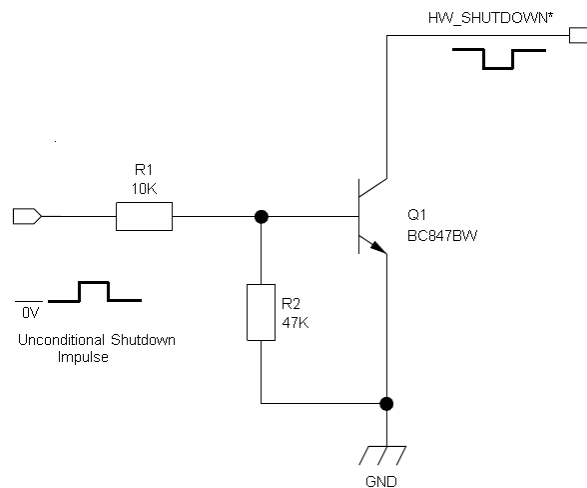 HW_SHUTDOWN*
R1
10K
Q1
BC847BW
R2
47K
0V
Unconditional Shutdown
Impulse
GND